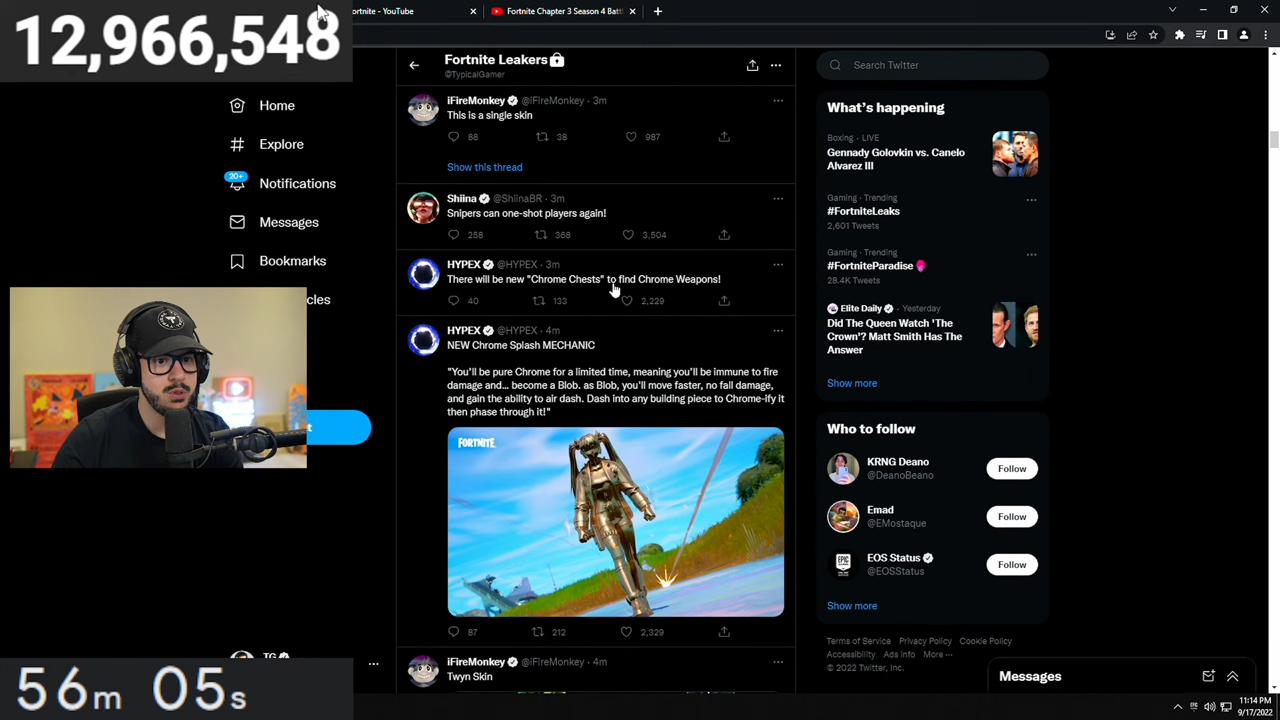 12,966,548
ortnite - YouTube
Fortnite Chapter 3 Season 4 Batt
Home
Explore
20+
Notifications
Messages
Bookmarks
cles
t
TG
56m 05s
Fortnite Leakers
@TypicalGamer
iFireMonkey @iFireMonkey · 3m
This is a single skin
88 38 987
Show this thread
Shiina @ShiinaBR · 3m
Snipers can one-shot players again!
258 368 3,504
HYPEX @HYPEX · 3m
There will be new "Chrome Chests" to find Chrome Weapons!
40 133 2,229
HYPEX @HYPEX · 4m
NEW Chrome Splash MECHANIC
"You'll be pure Chrome for a limited time, meaning you'll be immune to fire
damage and... become a Blob. as Blob, you'll move faster, no fall damage,
and gain the ability to air dash. Dash into any building piece to Chrome-ify it
then phase through it!"
FORTNITE
87 212 2,329
iFireMonkey @iFireMonkey · 4m
Twyn Skin
Search Twitter
What's happening
Boxing · LIVE
Gennady Golovkin vs. Canelo
Alvarez III
Gaming · Trending
#FortniteLeaks
2,601 Tweets
Gaming · Trending
#FortniteParadise
28.4K Tweets
Elite Daily · Yesterday
Did The Queen Watch 'The
Crown'? Matt Smith Has The
Answer
Show more
Who to follow
KRNG Deano
@DeanoBeano
Follow
Emad
@EMostaque
Follow
EPIC
EOS Status
@EOSStatus
Follow
Show more
Terms of Service Privacy Policy Cookie Policy
Accessibility Ads info More ···
© 2022 Twitter, Inc.
Messages
11:14 PM
9/17/2022